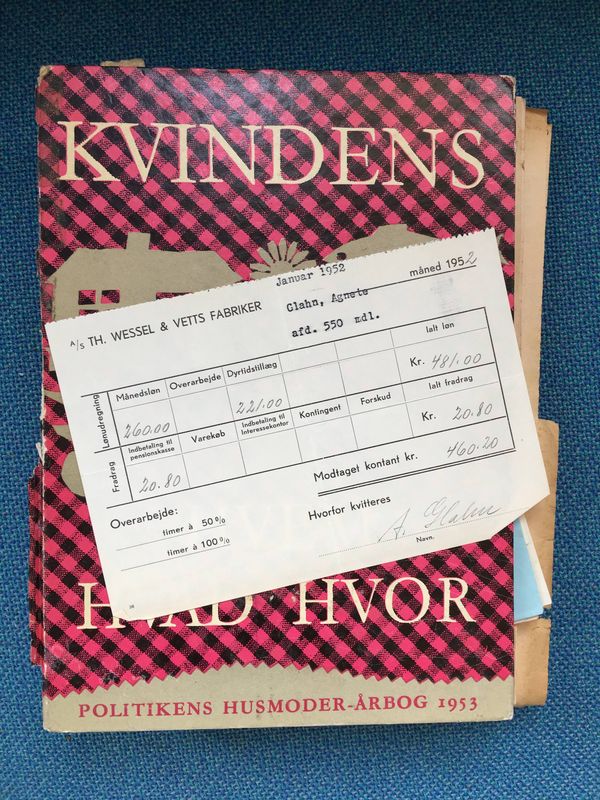 KVINDENS
Januar 1952
måned 1952
A/S TH. WESSEL & VETTS FABRIKER
Glahn, Agnete
afd. 550 mdl.
Lønudregning
Månedsløn Overarbejde Dyrtidstillæg Ialt løn
260.00 221.00 Kr. 481.00
Fradrag
Indbetaling til pensionskasse Varekøb Indbetaling til Interessekontor Kontingent Forskud Ialt fradrag
20.80 Kr. 20.80
Modtaget kontant kr. 460.20
Overarbejde:
timer à 50%
timer à 100%
Hvorfor kvitteres
A. Glahn
Navn.
HVAD HVOR
POLITIKENS HUSMODER-ÅRBOG 1953